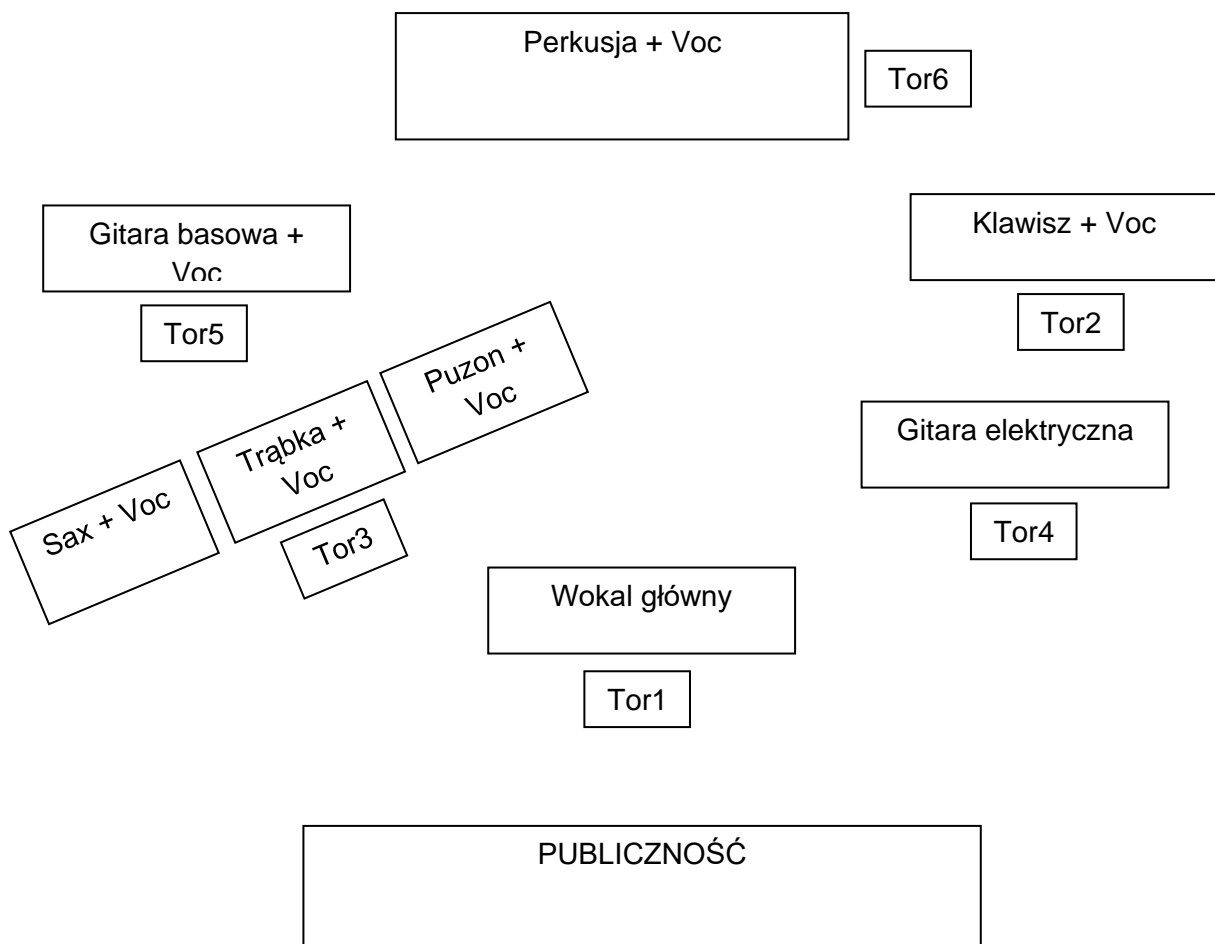 Perkusja + Voc
Tor6
Gitara basowa +
Voc
Klawisz + Voc
Tor5
Tor2
Puzon +
Voc
Trąbka +
Voc
Sax + Voc
Gitara elektryczna
Tor3
Tor4
Wokal główny
Tor1
PUBLICZNOŚĆ